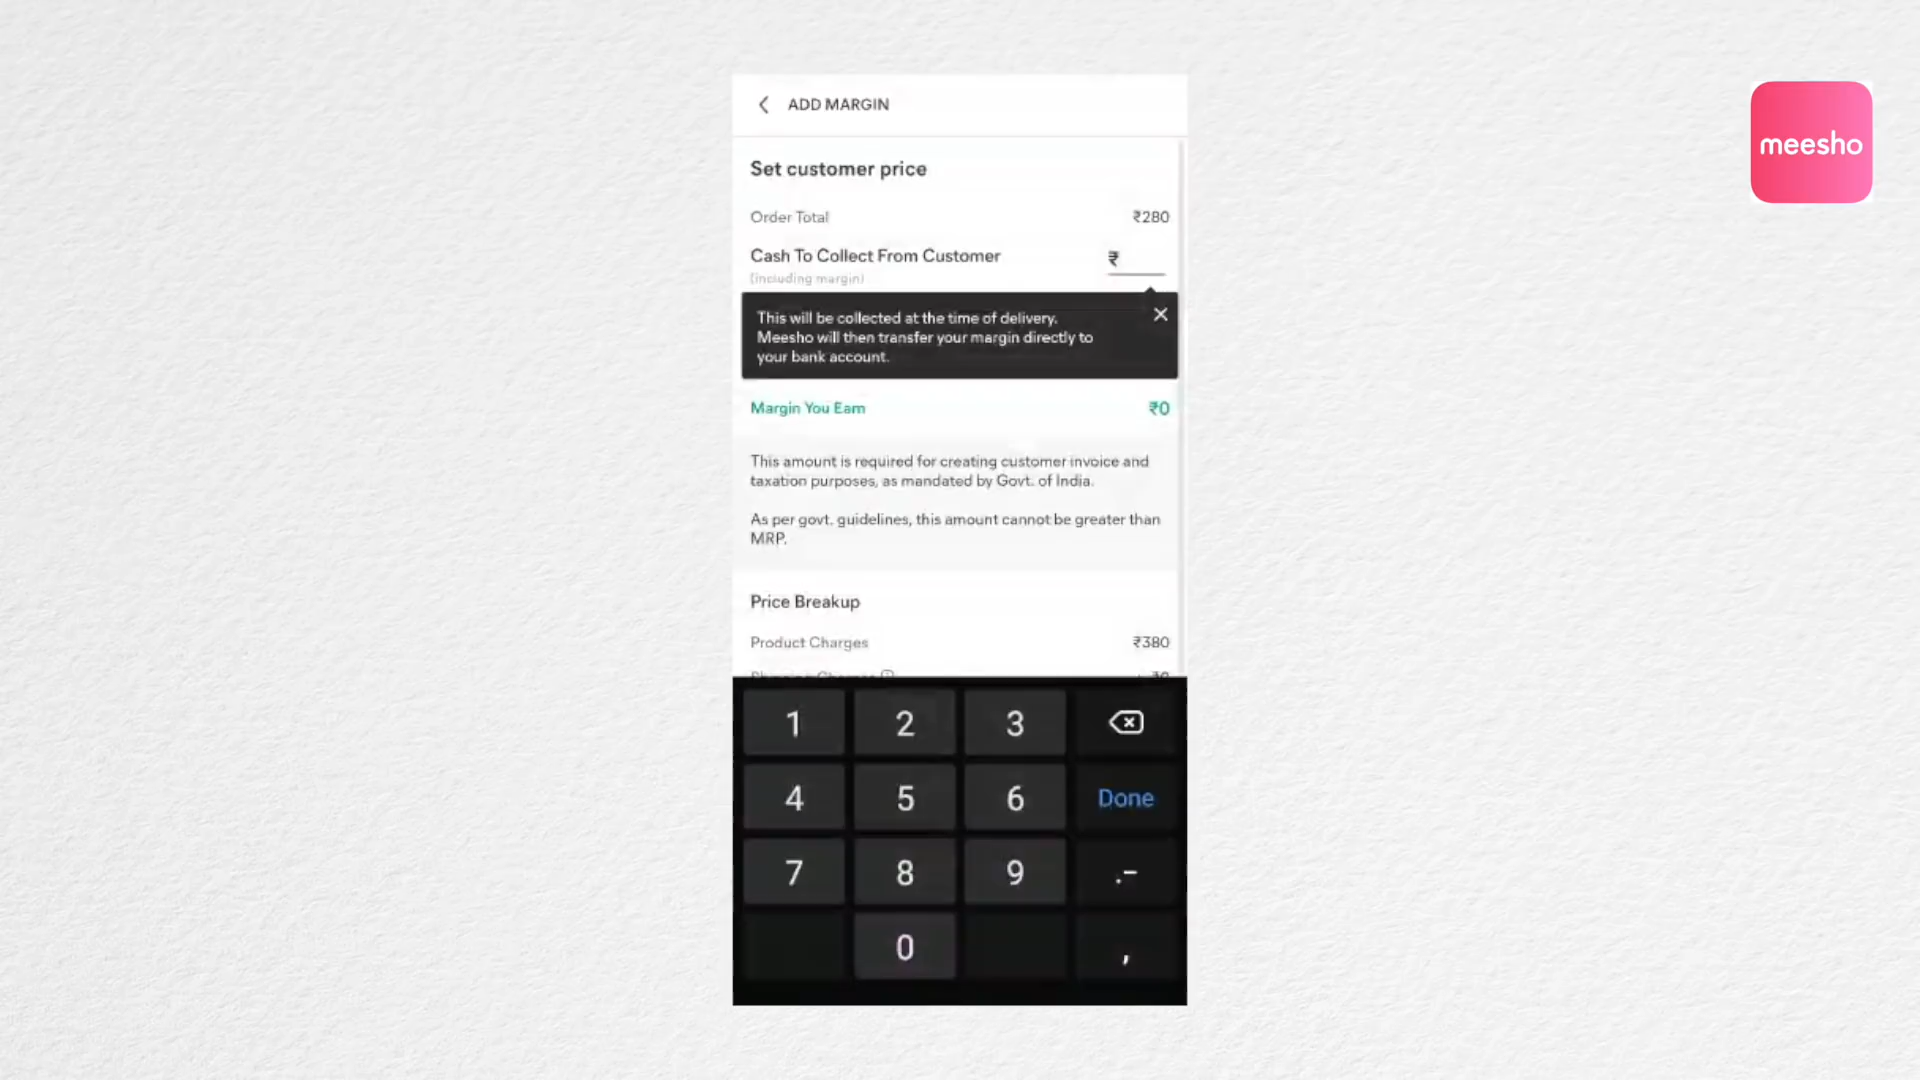 ADD MARGIN
meesho
Set customer price
Order Total ₹280
Cash To Collect From Customer ₹
(including margin)
This will be collected at the time of delivery.
Meesho will then transfer your margin directly to
your bank account.
Margin You Earn ₹0
This amount is required for creating customer invoice and
taxation purposes, as mandated by Govt. of India.
As per govt. guidelines, this amount cannot be greater than
MRP.
Price Breakup
Product Charges ₹380
1 2 3
4 5 6 Done
7 8 9 .-
0 ,